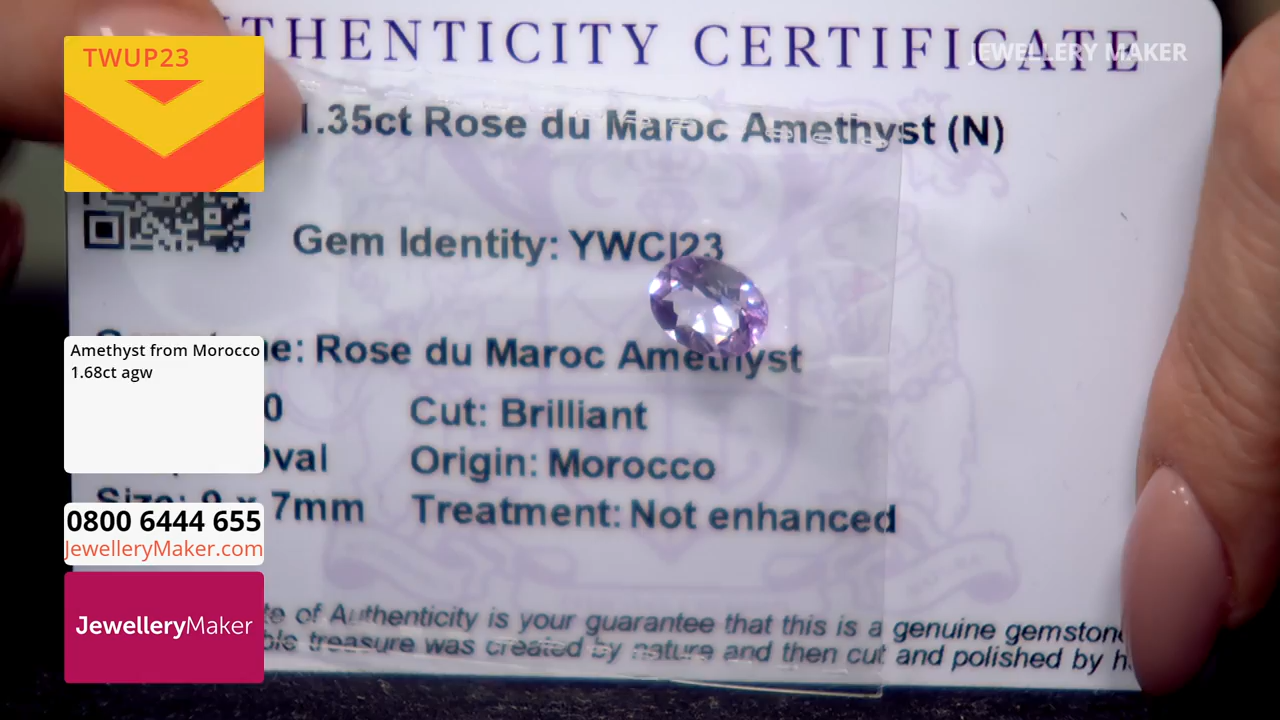 TWUP23
AUTHENTICITY CERTIFICATE
JEWELLERY MAKER
1.35ct Rose du Maroc Amethyst (N)
Gem Identity: YWCI23
Rose du Maroc Amethyst
Amethyst from Morocco
1.68ct agw
Cut: Brilliant
Oval Origin: Morocco
Size: 9 x 7mm Treatment: Not enhanced
0800 6444 655
JewelleryMaker.com
JewelleryMaker
of Authenticity is your guarantee that this is a genuine gemstone
treasure was created by nature and then cut and polished by